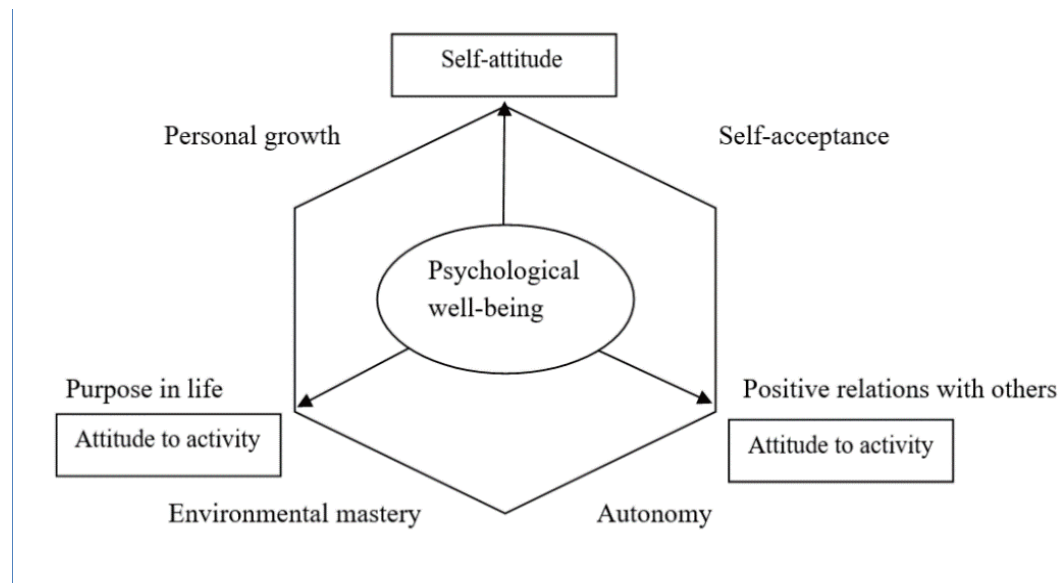 Self-attitude
Personal growth
Self-acceptance
Psychological
well-being
Purpose in life
Positive relations with others
Attitude to activity
Attitude to activity
Environmental mastery
Autonomy